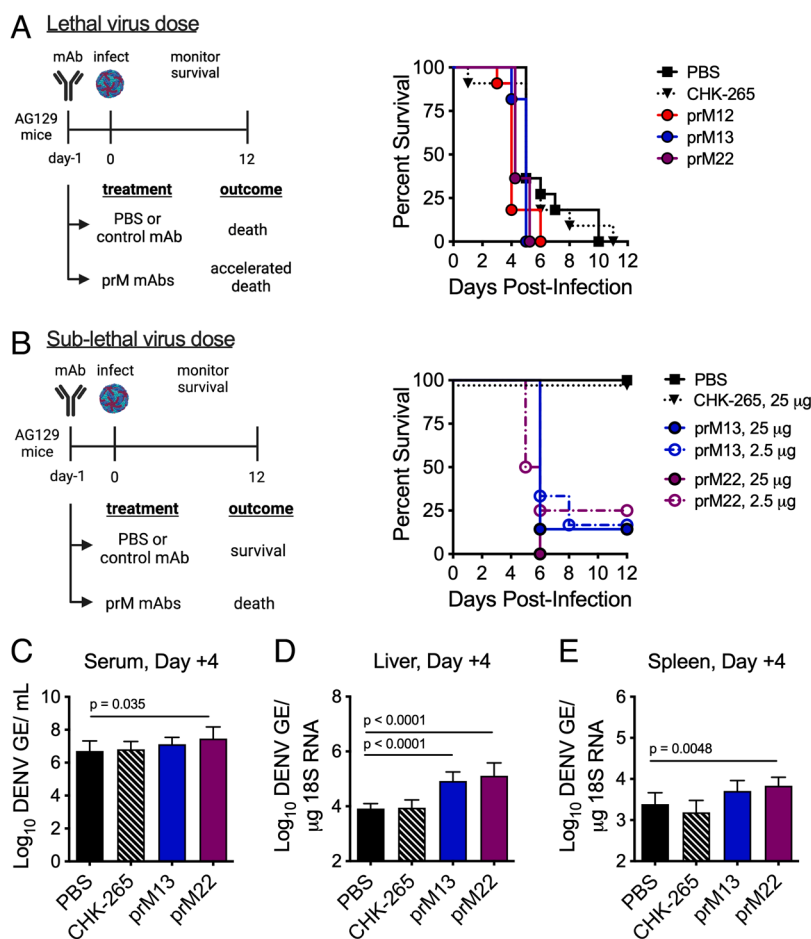 A Lethal virus dose
mAb infect monitor
survival
AG129
mice
day-1 0 12
treatment outcome
PBS or
control mAb death
prM mAbs accelerated
death
Percent Survival
100
75
50
25
0
0 2 4 6 8 10 12
Days Post-Infection
PBS
CHK-265
prM12
prM13
prM22
B Sub-lethal virus dose
mAb infect monitor
survival
AG129
mice
day-1 0 12
treatment outcome
PBS or
control mAb survival
prM mAbs death
Percent Survival
100
75
50
25
0
0 2 4 6 8 10 12
Days Post-Infection
PBS
CHK-265, 25 µg
prM13, 25 µg
prM13, 2.5 µg
prM22, 25 µg
prM22, 2.5 µg
C Serum, Day +4
Log10 DENV GE/ mL
10
8
6
4
2
0
p = 0.035
PBS
CHK-265
prM13
prM22
D Liver, Day +4
Log10 DENV GE/
µg 18S RNA
8
6
4
2
p < 0.0001
p < 0.0001
PBS
CHK-265
prM13
prM22
E Spleen, Day +4
Log10 DENV GE/
µg 18S RNA
6
5
4
3
2
p = 0.0048
PBS
CHK-265
prM13
prM22